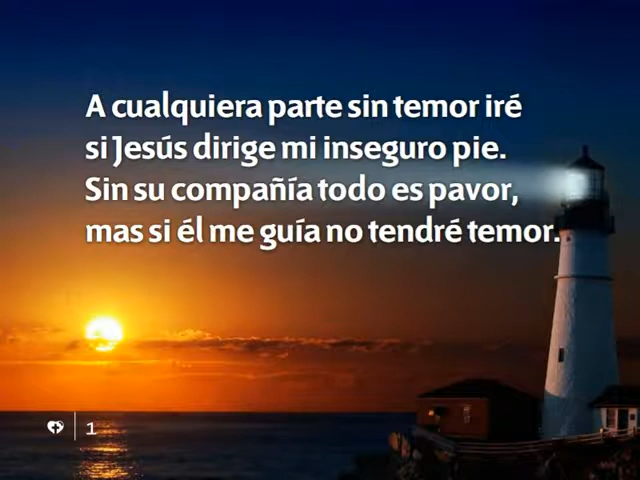 A cualquiera parte sin temor iré
si Jesús dirige mi inseguro pie.
Sin su compañía todo es pavor,
mas si él me guía no tendré temor.
1